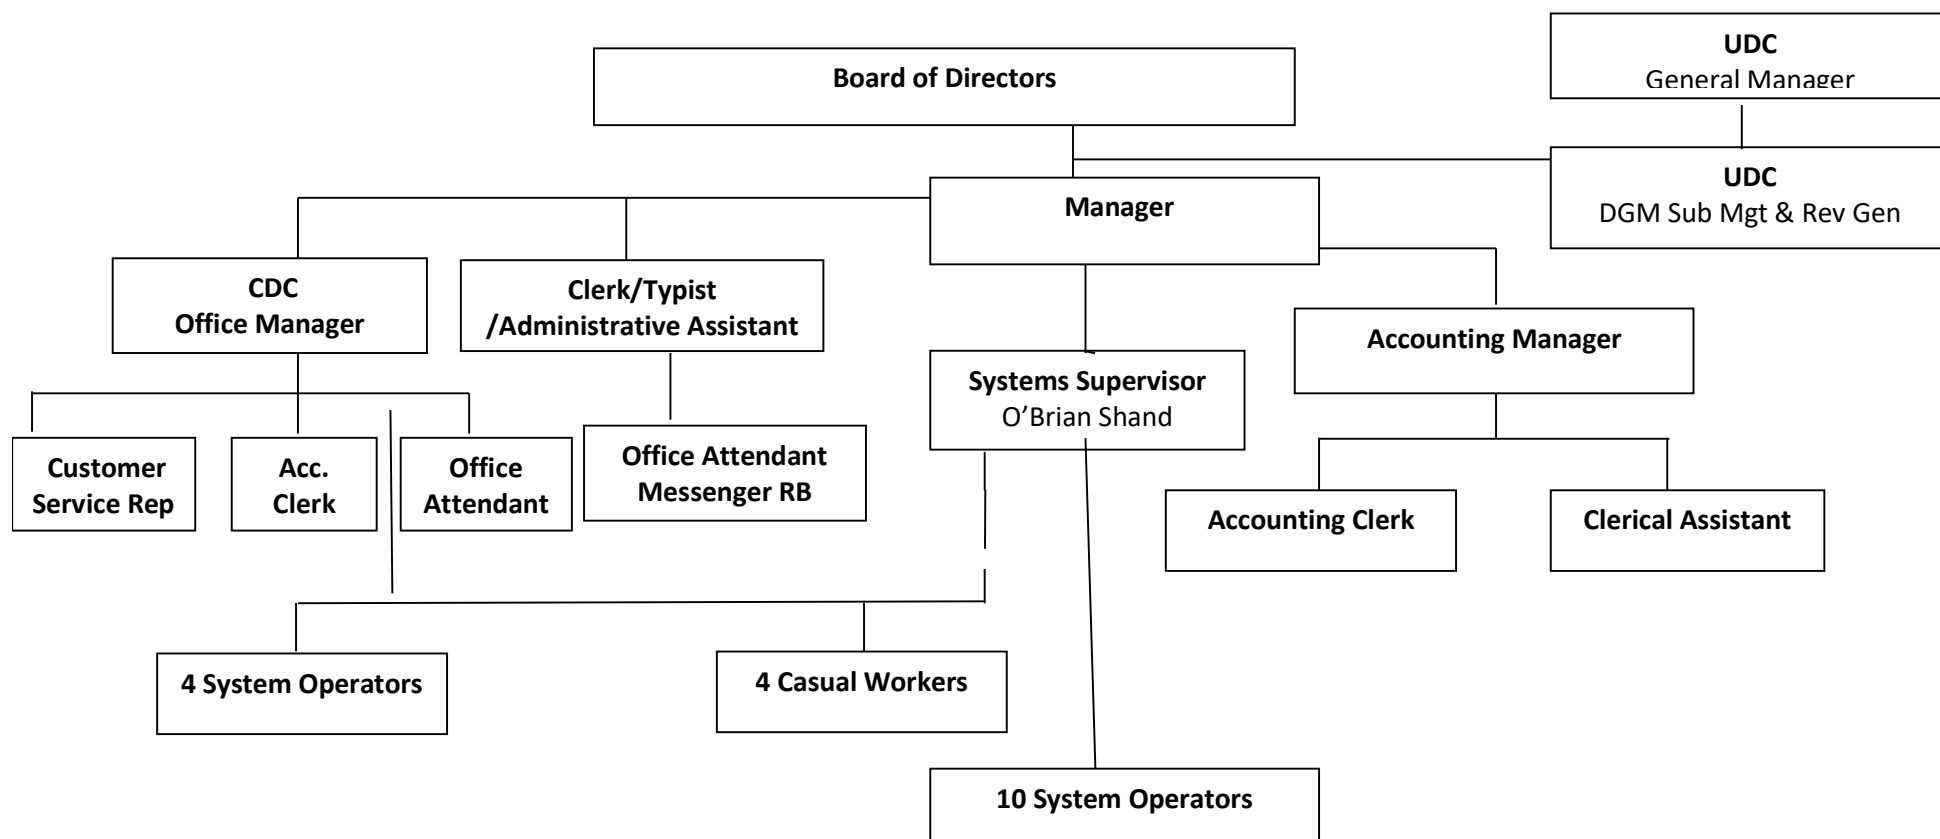 Board of Directors
UDC
General Manager
UDC
DGM Sub Mgt & Rev Gen
Manager
CDC
Office Manager
Clerk/Typist
/Administrative Assistant
Accounting Manager
Systems Supervisor
O’Brian Shand
Customer
Service Rep
Acc.
Clerk
Office
Attendant
Office Attendant
Messenger RB
Accounting Clerk
Clerical Assistant
4 System Operators
4 Casual Workers
10 System Operators